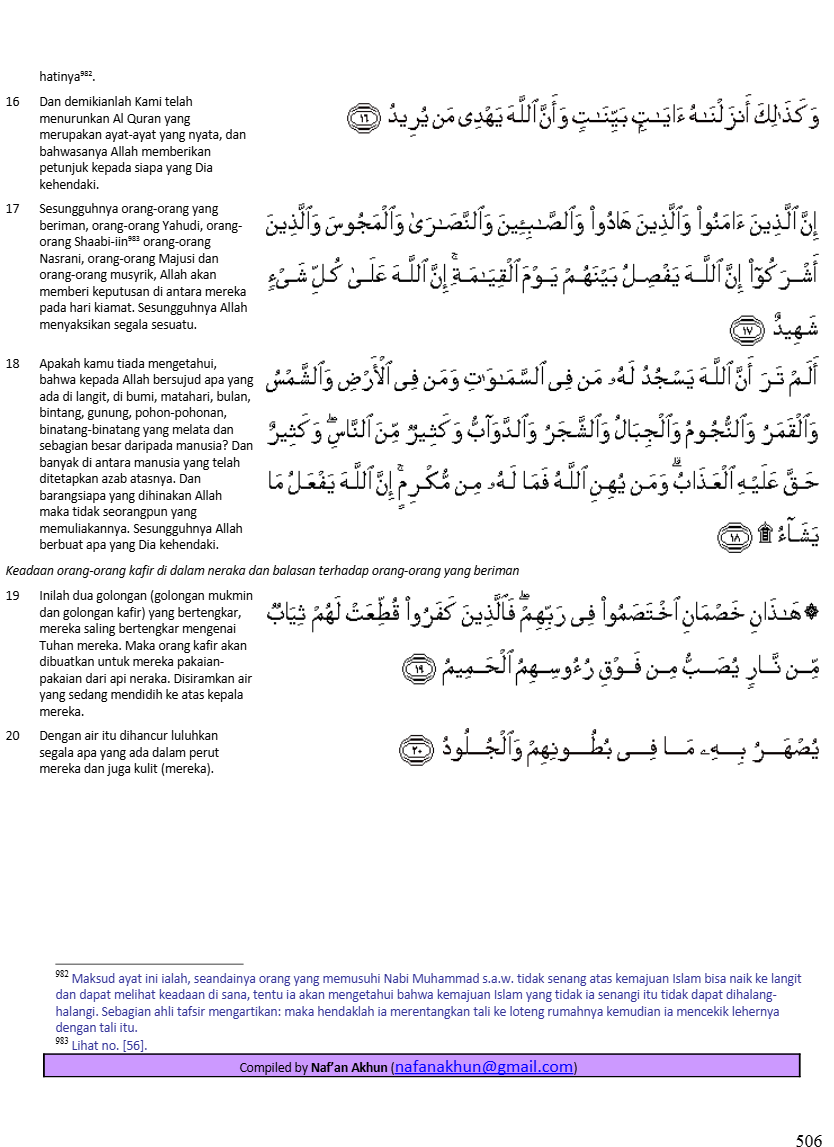 hatinya⁹⁸².
16 Dan demikianlah Kami telah
menurunkan Al Quran yang
merupakan ayat-ayat yang nyata, dan
bahwasanya Allah memberikan
petunjuk kepada siapa yang Dia
kehendaki.
وَكَذَٰلِكَ أَنزَلْنَـٰهُ ءَايَـٰتٍۭ بَيِّنَـٰتٍ وَأَنَّ ٱللَّهَ يَهْدِى مَن يُرِيدُ ١٦
17 Sesungguhnya orang-orang yang
beriman, orang-orang Yahudi, orang-
orang Shaabi-iin⁹⁸³ orang-orang
Nasrani, orang-orang Majusi dan
orang-orang musyrik, Allah akan
memberi keputusan di antara mereka
pada hari kiamat. Sesungguhnya Allah
menyaksikan segala sesuatu.
إِنَّ ٱلَّذِينَ ءَامَنُوا۟ وَٱلَّذِينَ هَادُوا۟ وَٱلصَّـٰبِـِٔينَ وَٱلنَّصَـٰرَىٰ وَٱلْمَجُوسَ وَٱلَّذِينَ
أَشْرَكُوٓا۟ إِنَّ ٱللَّهَ يَفْصِلُ بَيْنَهُمْ يَوْمَ ٱلْقِيَـٰمَةِ ۚ إِنَّ ٱللَّهَ عَلَىٰ كُلِّ شَىْءٍ
شَهِيدٌ ١٧
18 Apakah kamu tiada mengetahui,
bahwa kepada Allah bersujud apa yang
ada di langit, di bumi, matahari, bulan,
bintang, gunung, pohon-pohonan,
binatang-binatang yang melata dan
sebagian besar daripada manusia? Dan
banyak di antara manusia yang telah
ditetapkan azab atasnya. Dan
barangsiapa yang dihinakan Allah
maka tidak seorangpun yang
memuliakannya. Sesungguhnya Allah
berbuat apa yang Dia kehendaki.
أَلَمْ تَرَ أَنَّ ٱللَّهَ يَسْجُدُ لَهُۥ مَن فِى ٱلسَّمَـٰوَٰتِ وَمَن فِى ٱلْأَرْضِ وَٱلشَّمْسُ
وَٱلْقَمَرُ وَٱلنُّجُومُ وَٱلْجِبَالُ وَٱلشَّجَرُ وَٱلدَّوَآبُّ وَكَثِيرٌ مِّنَ ٱلنَّاسِ ۖ وَكَثِيرٌ
حَقَّ عَلَيْهِ ٱلْعَذَابُ ۗ وَمَن يُهِنِ ٱللَّهُ فَمَا لَهُۥ مِن مُّكْرِمٍ ۚ إِنَّ ٱللَّهَ يَفْعَلُ مَا
يَشَآءُ ۩ ١٨
Keadaan orang-orang kafir di dalam neraka dan balasan terhadap orang-orang yang beriman
19 Inilah dua golongan (golongan mukmin
dan golongan kafir) yang bertengkar,
mereka saling bertengkar mengenai
Tuhan mereka. Maka orang kafir akan
dibuatkan untuk mereka pakaian-
pakaian dari api neraka. Disiramkan air
yang sedang mendidih ke atas kepala
mereka.
۞ هَـٰذَانِ خَصْمَانِ ٱخْتَصَمُوا۟ فِى رَبِّهِمْ ۖ فَٱلَّذِينَ كَفَرُوا۟ قُطِّعَتْ لَهُمْ ثِيَابٌ
مِّن نَّارٍ يُصَبُّ مِن فَوْقِ رُءُوسِهِمُ ٱلْحَمِيمُ ١٩
20 Dengan air itu dihancur luluhkan
segala apa yang ada dalam perut
mereka dan juga kulit (mereka).
يُصْهَرُ بِهِۦ مَا فِى بُطُونِهِمْ وَٱلْجُلُودُ ٢٠
⁹⁸² Maksud ayat ini ialah, seandainya orang yang memusuhi Nabi Muhammad s.a.w. tidak senang atas kemajuan Islam bisa naik ke langit
dan dapat melihat keadaan di sana, tentu ia akan mengetahui bahwa kemajuan Islam yang tidak ia senangi itu tidak dapat dihalang-
halangi. Sebagian ahli tafsir mengartikan: maka hendaklah ia merentangkan tali ke loteng rumahnya kemudian ia mencekik lehernya
dengan tali itu.
⁹⁸³ Lihat no. [56].
Compiled by Naf’an Akhun (nafanakhun@gmail.com)
506